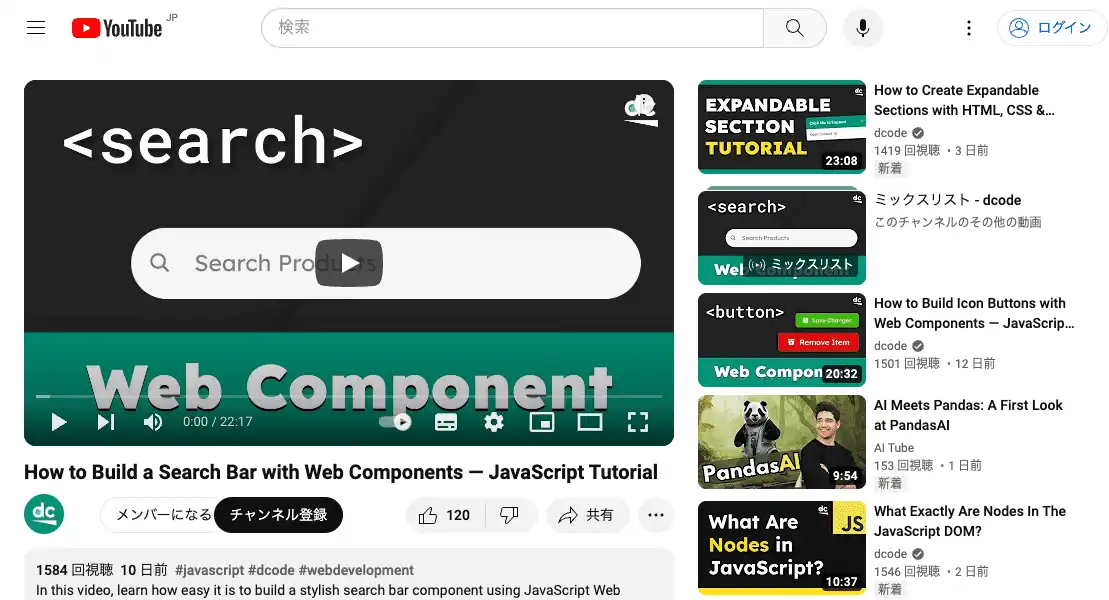 YouTube JP
検索
ログイン
<search>
dc
Search Products
Web Component
0:00 / 22:17
How to Build a Search Bar with Web Components — JavaScript Tutorial
dc
メンバーになる
チャンネル登録
120
共有
1584 回視聴 10 日前 #javascript #dcode #webdevelopment
In this video, learn how easy it is to build a stylish search bar component using JavaScript Web
EXPANDABLE
SECTION
TUTORIAL
dc
Click Me to Expand
23:08
How to Create Expandable
Sections with HTML, CSS &...
dcode
1419 回視聴 ・3 日前
新着
<search>
dc
Search Products
Web
ミックスリスト
ミックスリスト - dcode
このチャンネルのその他の動画
<button>
dc
Save Changes
Remove Item
Web Compon
20:32
How to Build Icon Buttons with
Web Components — JavaScrip...
dcode
1501 回視聴 ・12 日前
PandasAI
9:54
AI Meets Pandas: A First Look
at PandasAI
AI Tube
153 回視聴 ・1 日前
新着
What Are
Nodes in
JavaScript?
dc
JS
10:37
What Exactly Are Nodes In The
JavaScript DOM?
dcode
1546 回視聴 ・2 日前
新着